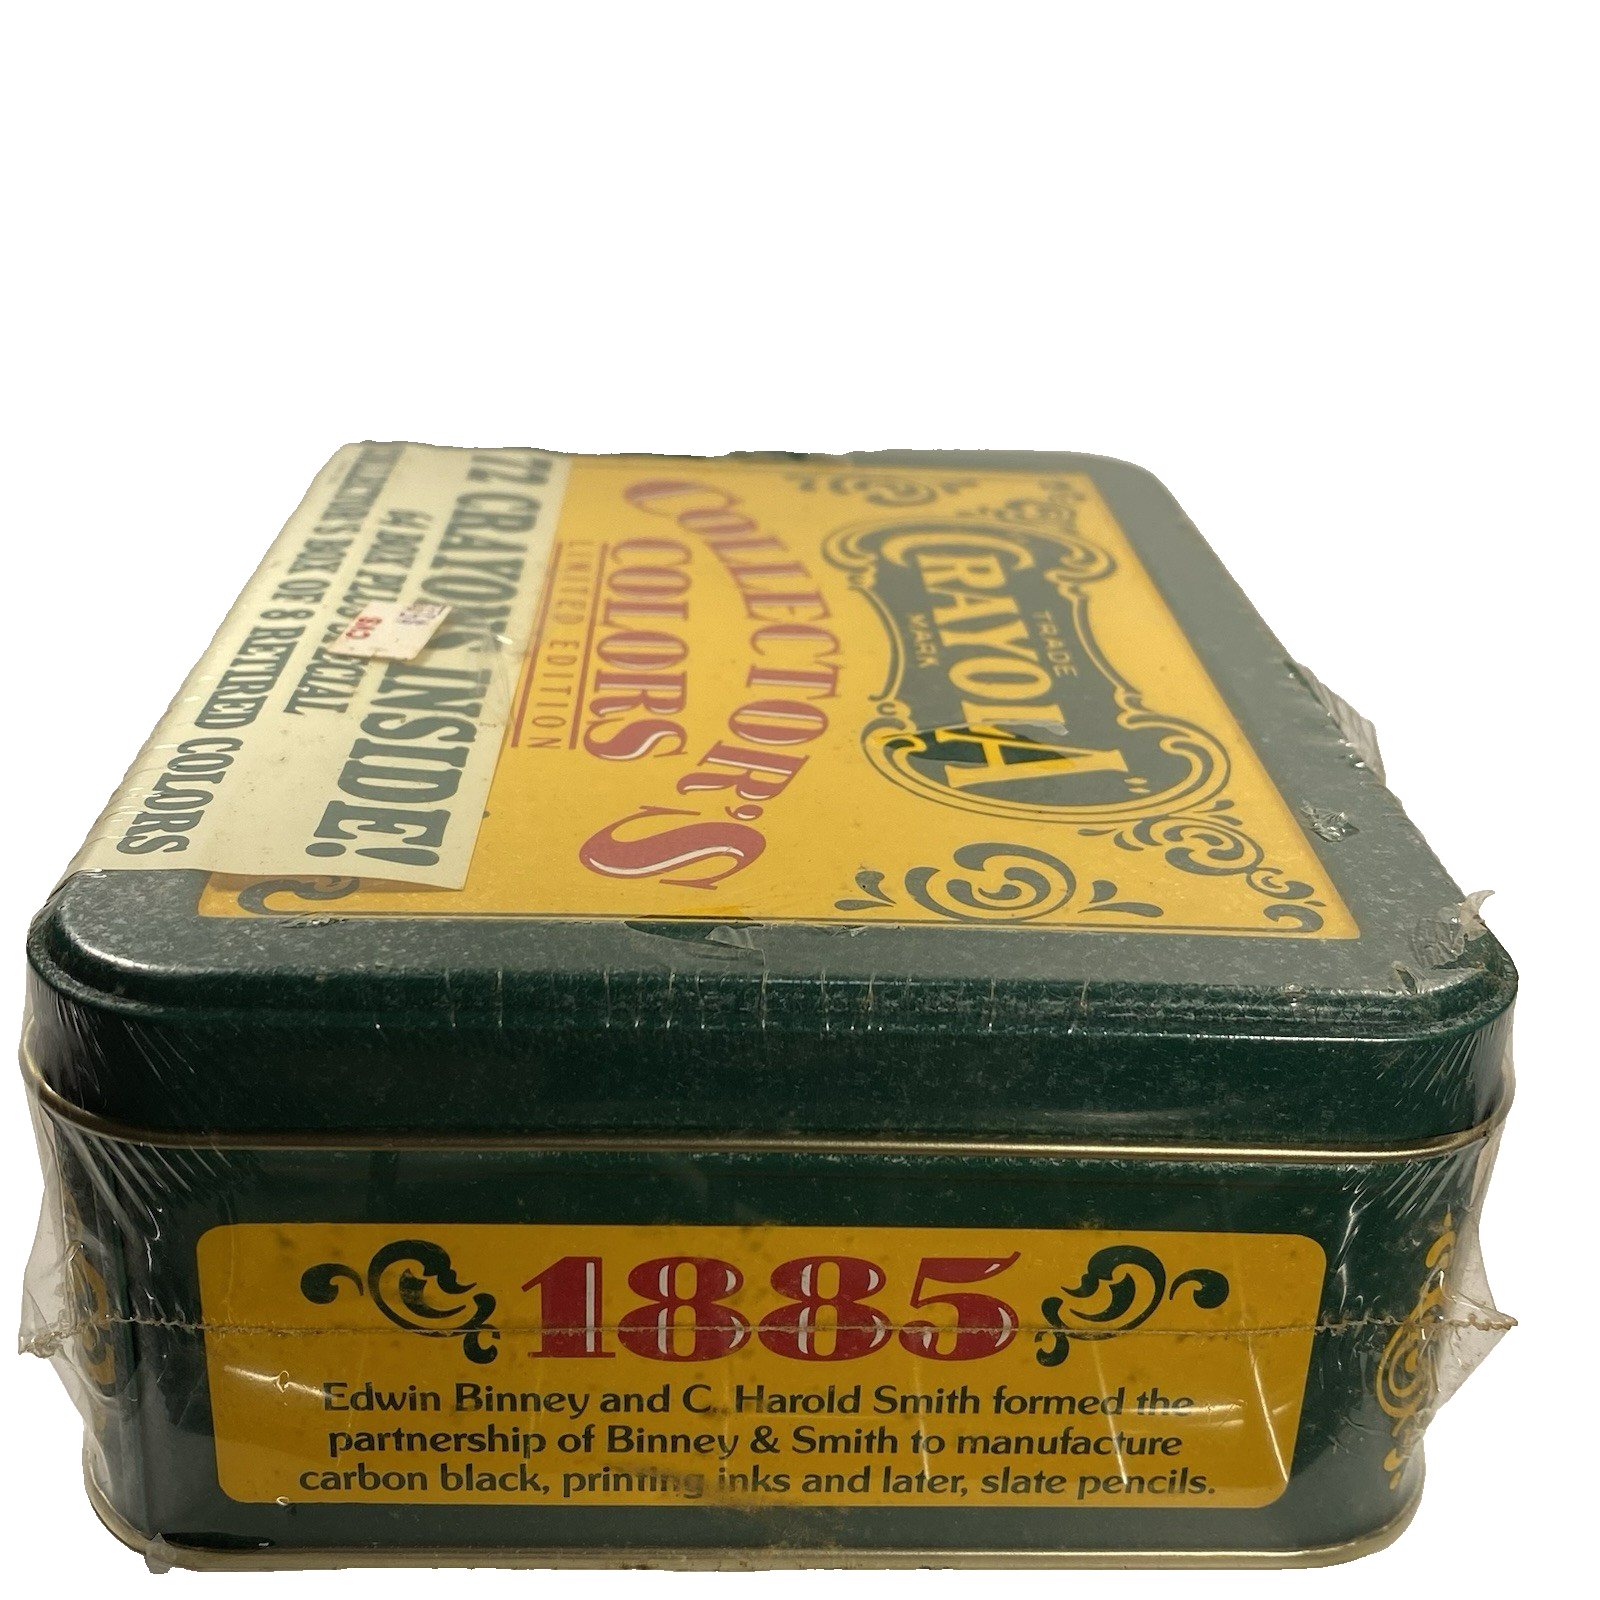 CRAYOLA
TRADE
MARK
COLLECTOR'S
COLORS
LIMITED EDITION
72 CRAYONS INSIDE!
64 BOX PLUS SPECIAL
COLLECTOR'S BOX OF 8 RETIRED COLORS
CVS
1885
Edwin Binney and C. Harold Smith formed the
partnership of Binney & Smith to manufacture
carbon black, printing inks and later, slate pencils.